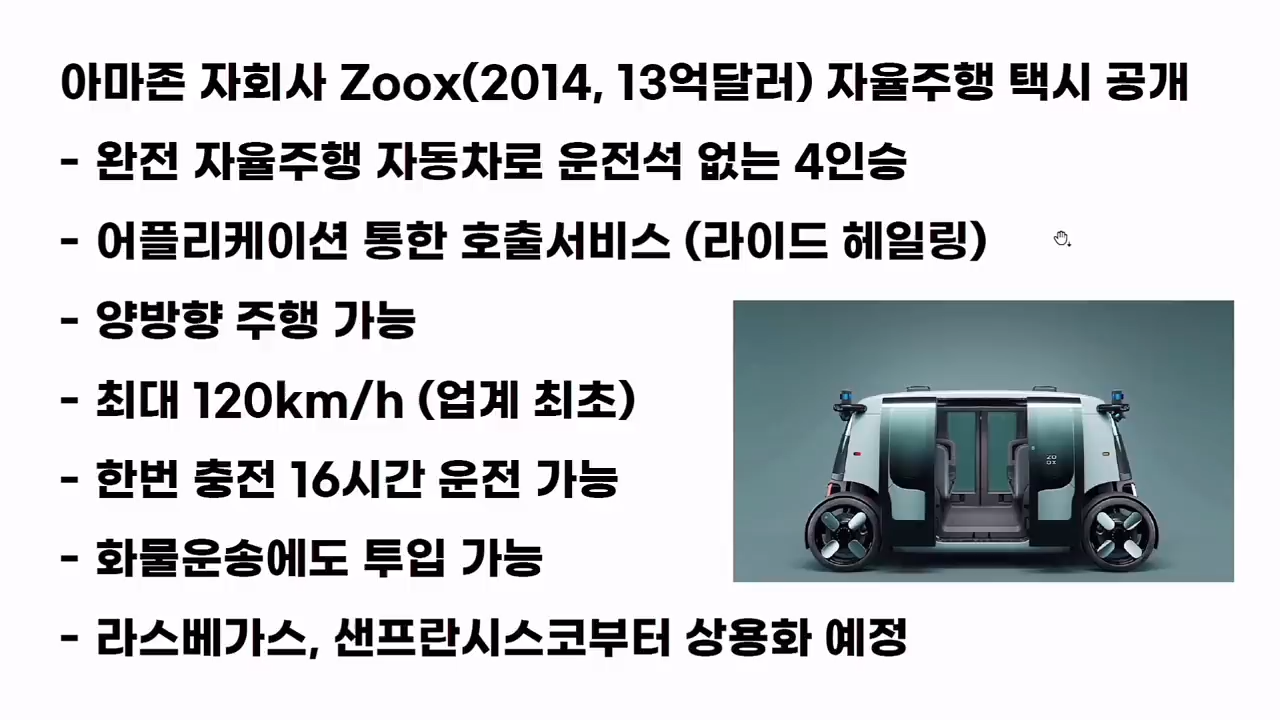 아마존 자회사 Zoox(2014, 13억달러) 자율주행 택시 공개
- 완전 자율주행 자동차로 운전석 없는 4인승
- 어플리케이션 통한 호출서비스 (라이드 헤일링)
- 양방향 주행 가능
- 최대 120km/h (업계 최초)
- 한번 충전 16시간 운전 가능
- 화물운송에도 투입 가능
- 라스베가스, 샌프란시스코부터 상용화 예정
ZO
OX